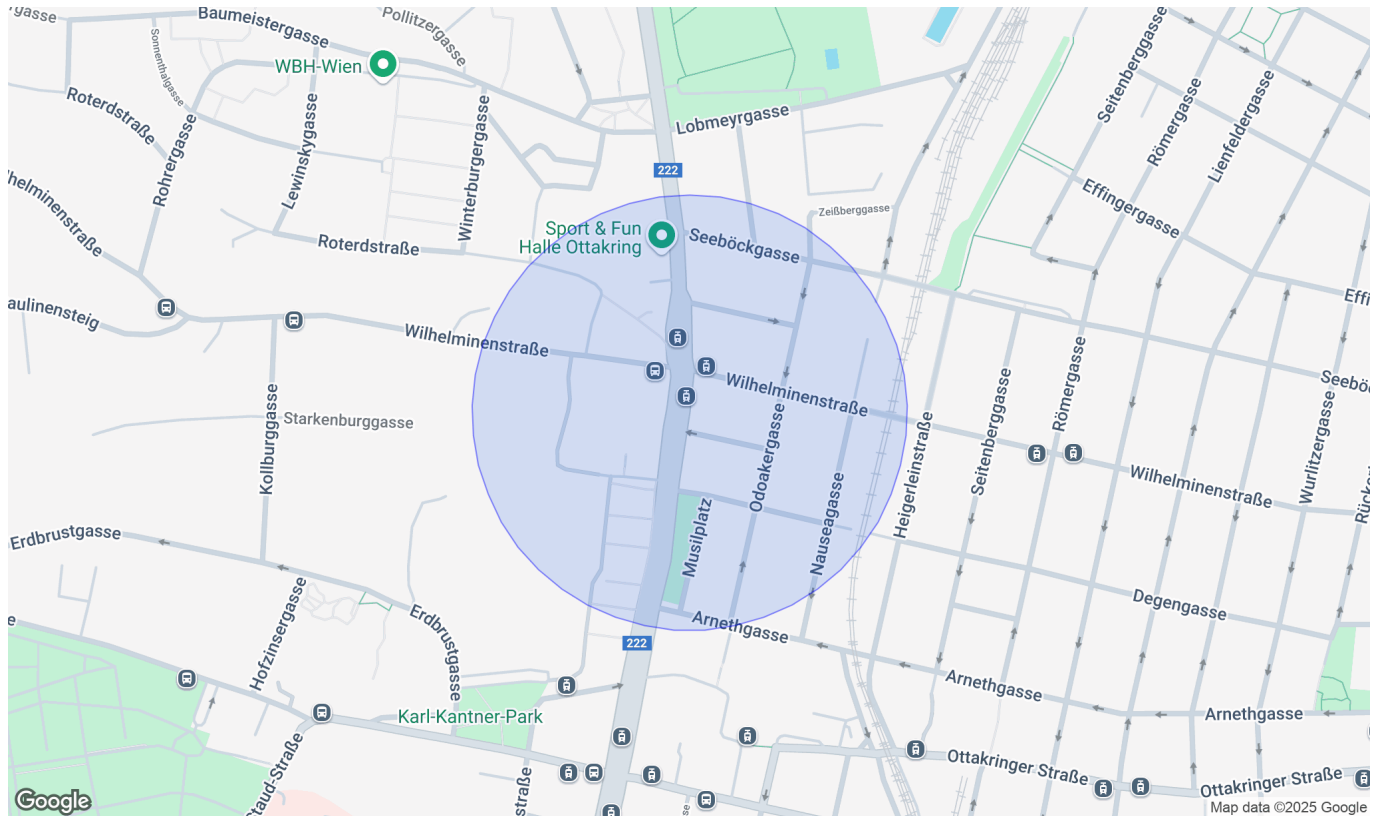 Baumeistergasse
Pollitzergasse
Sonnenthalgasse
WBH-Wien
Roterdstraße
Lewinskygasse
Rohrergasse
Winterburgergasse
Lobmeyrgasse
222
Seitenberggasse
Römergasse
Lienfeldergasse
Effingergasse
Zeißberggasse
Sport & Fun
Halle Ottakring
Seeböckgasse
Roterdstraße
Wilhelminenstraße
Wilhelminenstraße
Starkenburggasse
Kollburggasse
Odoakergasse
Nauseagasse
Heigerleinstraße
Seitenberggasse
Römergasse
Wilhelminenstraße
Wurlitzergasse
Musilplatz
Erdbrustgasse
Hofzinsergasse
Erdbrustgasse
Degengasse
Arnethgasse
222
Arnethgasse
Arnethgasse
Karl-Kantner-Park
Ottakringer Straße
Ottakringer Straße
Google
Map data ©2025 Google